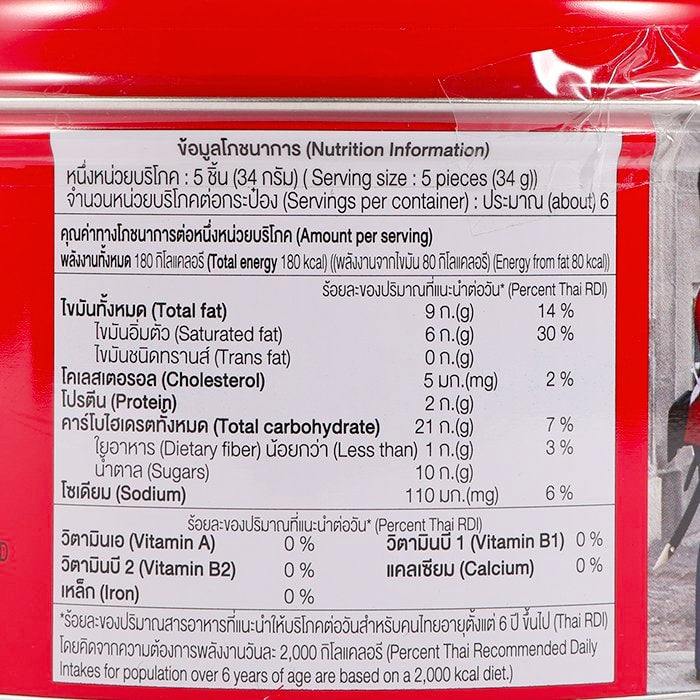 ข้อมูลโภชนาการ (Nutrition Information)
หนึ่งหน่วยบริโภค : 5 ชิ้น (34 กรัม) ( Serving size : 5 pieces (34 g))
จำนวนหน่วยบริโภคต่อกระป๋อง (Servings per container) : ประมาณ (about) 6
คุณค่าทางโภชนาการต่อหนึ่งหน่วยบริโภค (Amount per serving)
พลังงานทั้งหมด 180 กิโลแคลอรี (Total energy 180 kcal) ((พลังงานจากไขมัน 80 กิโลแคลอรี) (Energy from fat 80 kcal))
ร้อยละของปริมาณที่แนะนำต่อวัน* (Percent Thai RDI)
ไขมันทั้งหมด (Total fat) 9 ก.(g) 14 %
ไขมันอิ่มตัว (Saturated fat) 6 ก.(g) 30 %
ไขมันชนิดทรานส์ (Trans fat) 0 ก.(g)
โคเลสเตอรอล (Cholesterol) 5 มก.(mg) 2 %
โปรตีน (Protein) 2 ก.(g)
คาร์โบไฮเดรตทั้งหมด (Total carbohydrate) 21 ก.(g) 7 %
ใยอาหาร (Dietary fiber) น้อยกว่า (Less than) 1 ก.(g) 3 %
น้ำตาล (Sugars) 10 ก.(g)
โซเดียม (Sodium) 110 มก.(mg) 6 %
ร้อยละของปริมาณที่แนะนำต่อวัน* (Percent Thai RDI)
วิตามินเอ (Vitamin A) 0 % วิตามินบี 1 (Vitamin B1) 0 %
วิตามินบี 2 (Vitamin B2) 0 % แคลเซียม (Calcium) 0 %
เหล็ก (Iron) 0 %
*ร้อยละของปริมาณสารอาหารที่แนะนำให้บริโภคต่อวันสำหรับคนไทยอายุตั้งแต่ 6 ปี ขึ้นไป (Thai RDI)
โดยคิดจากความต้องการพลังงานวันละ 2,000 กิโลแคลอรี (Percent Thai Recommended Daily
Intakes for population over 6 years of age are based on a 2,000 kcal diet.)